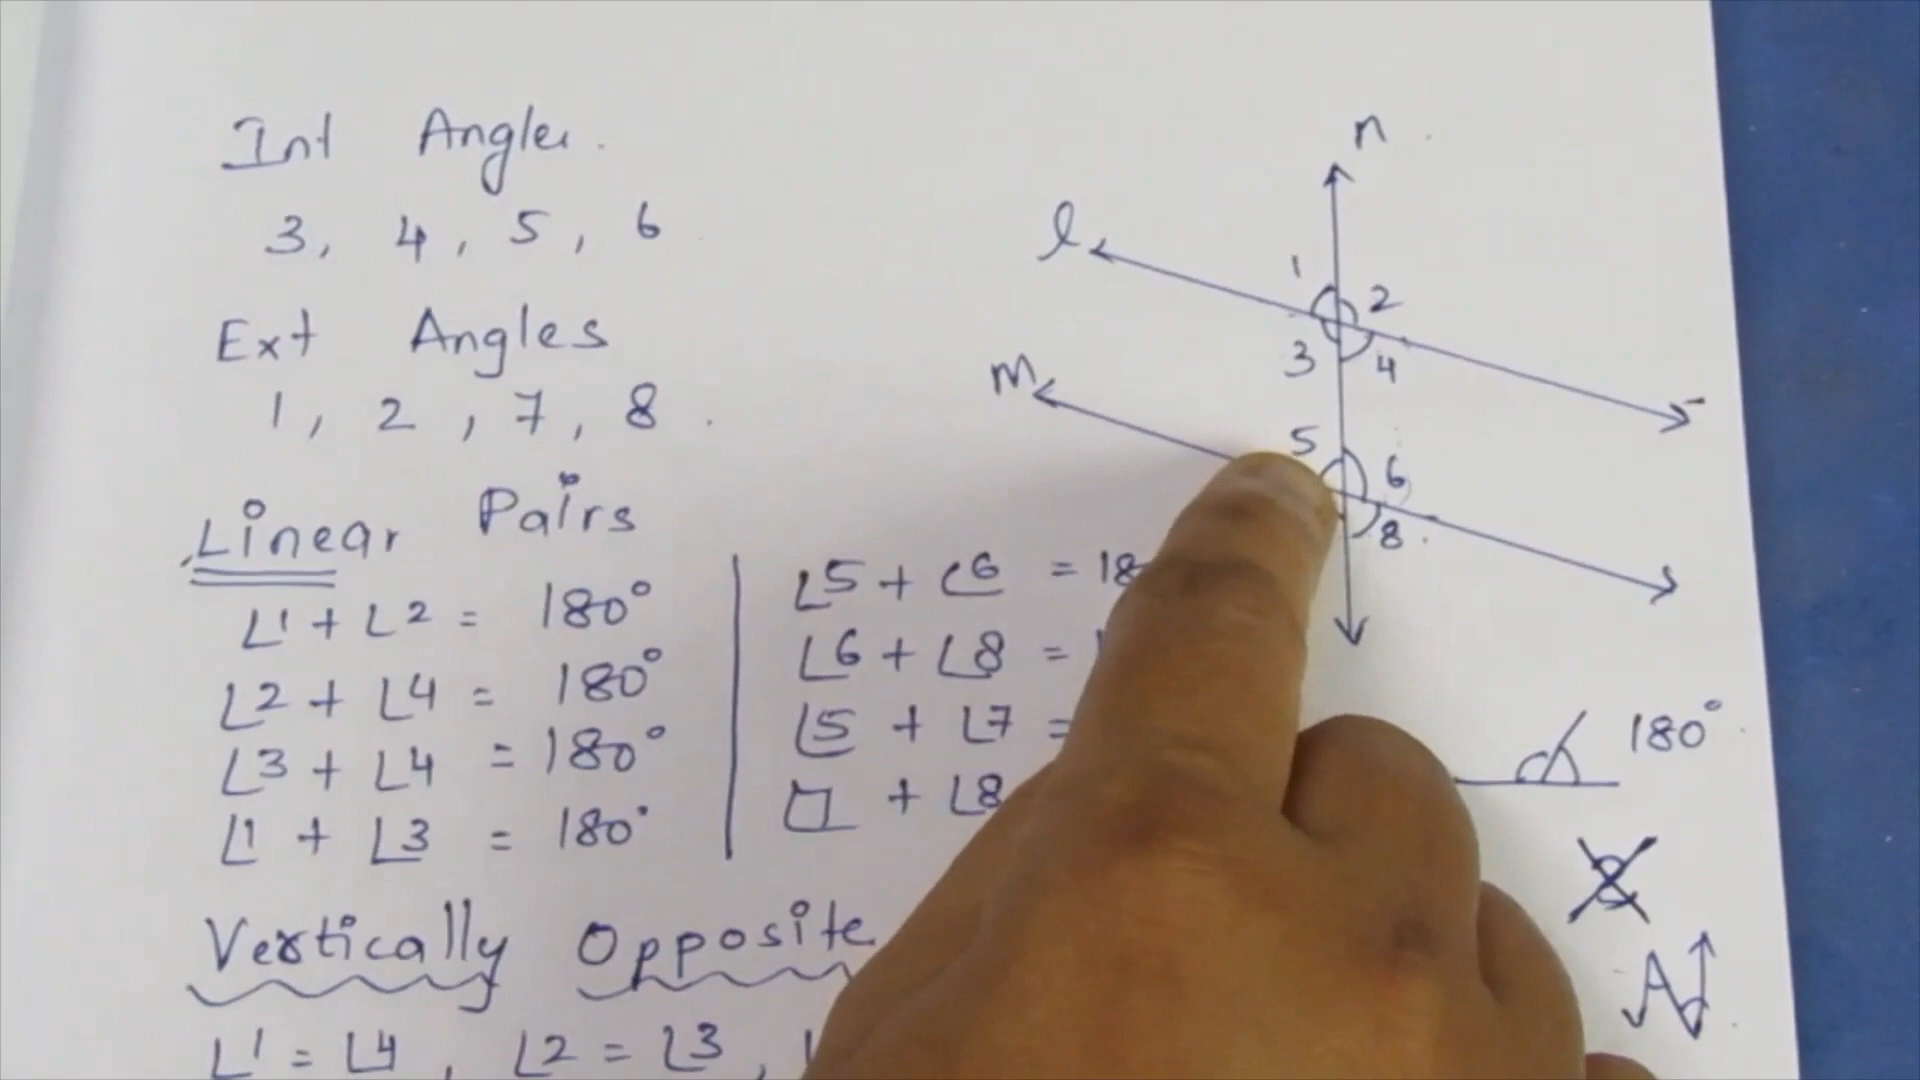 Int Angles
3, 4, 5, 6
Ext Angles
1, 2, 7, 8
Linear Pairs
∠1 + ∠2 = 180°
∠2 + ∠4 = 180°
∠3 + ∠4 = 180°
∠1 + ∠3 = 180°
∠5 + ∠6 = 18
∠6 + ∠8 = 1
∠5 + ∠7 =
+ ∠8
Vertically Opposite
∠1 = ∠4, ∠2 = ∠3,
n
l
1 2
3 4
m
5 6
8
180°